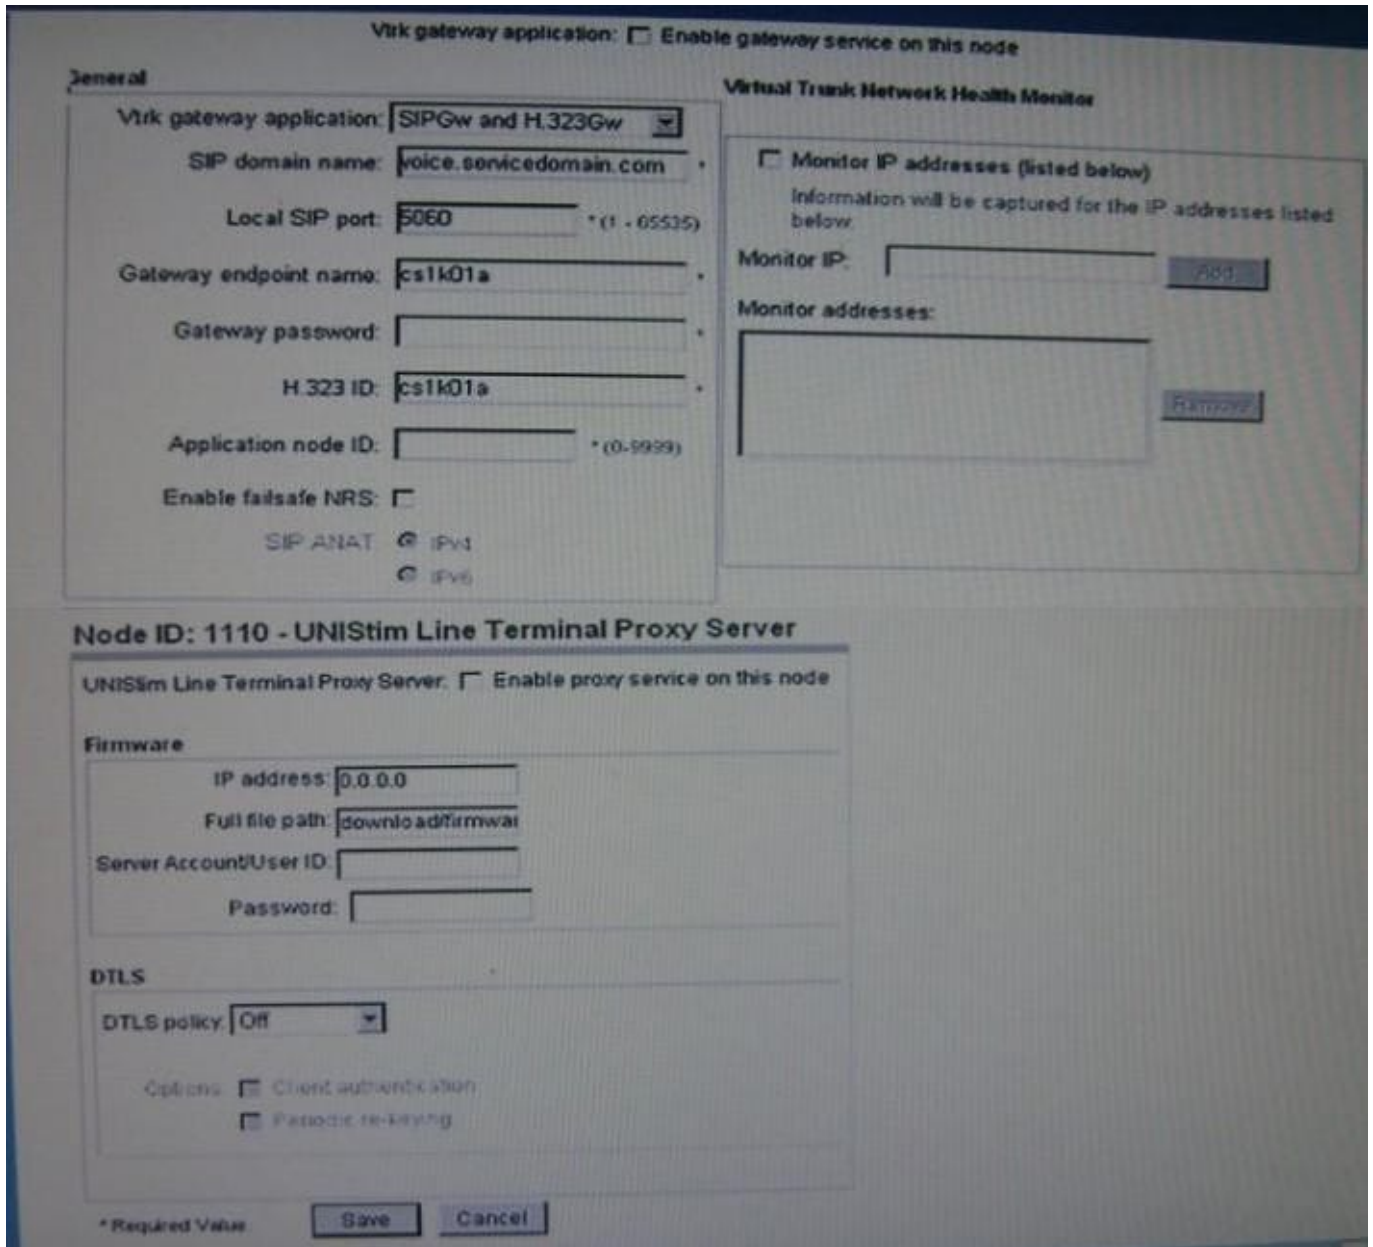 Vtrk gateway application: Enable gateway service on this node
General
Virtual Trunk Network Health Monitor
Vtrk gateway application: SIPGw and H.323Gw
SIP domain name: voice.servicedomain.com *
Local SIP port: 5060 * (1 - 65535)
Gateway endpoint name: cs1k01a *
Gateway password: *
H.323 ID: cs1k01a *
Application node ID: * (0-9999)
Enable failsafe NRS:
SIP ANAT IPv4
IPv6
Monitor IP addresses (listed below)
Information will be captured for the IP addresses listed
below.
Monitor IP: Add
Monitor addresses:
Remove
Node ID: 1110 - UNIStim Line Terminal Proxy Server
UNIStim Line Terminal Proxy Server: Enable proxy service on this node
Firmware
IP address: 0.0.0.0
Full file path: download/firmwar
Server Account/User ID:
Password:
DTLS
DTLS policy: Off
Options: Client authentication
Periodic re-keying
* Required Value Save Cancel